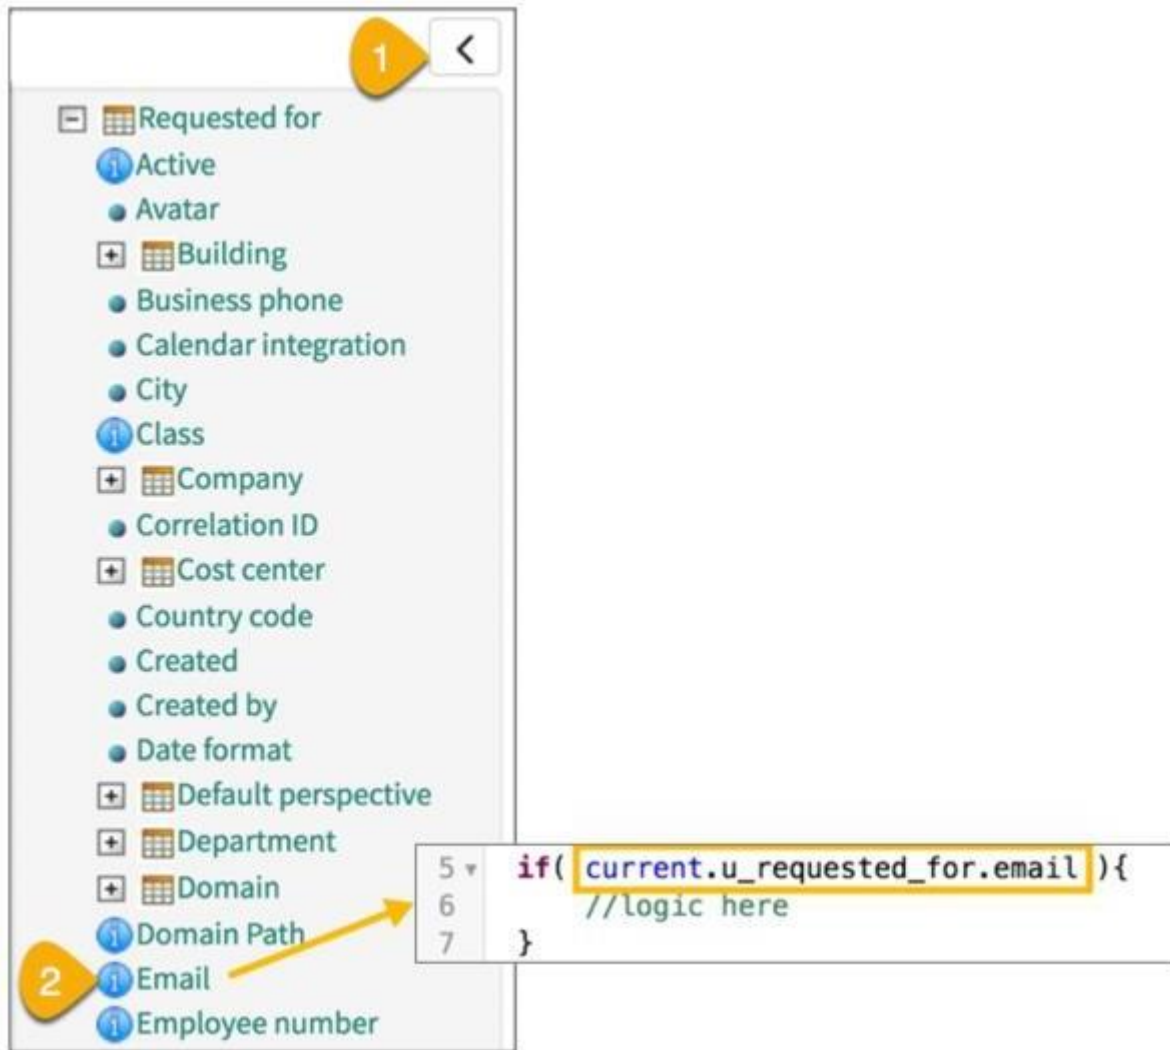 1
Requested for
Active
Avatar
Building
Business phone
Calendar integration
City
Class
Company
Correlation ID
Cost center
Country code
Created
Created by
Date format
Default perspective
Department
Domain
Domain Path
2 Email
Employee number
5 if( current.u_requested_for.email ){
6 //logic here
7 }